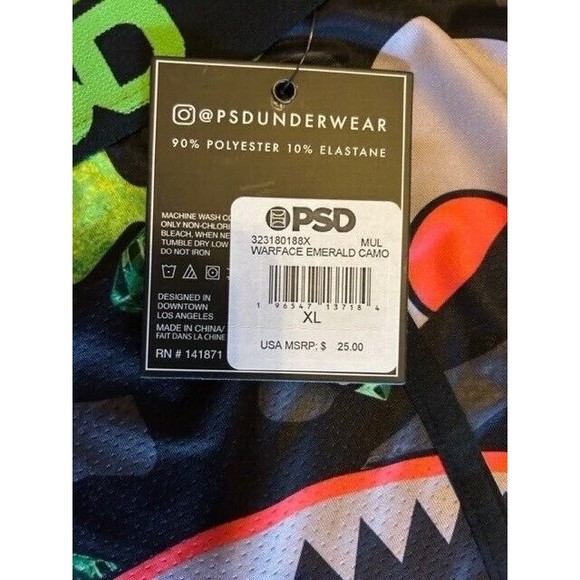 @PSDUNDERWEAR
90% POLYESTER 10% ELASTANE
MACHINE WASH
ONLY NON-CHLORI
BLEACH, WHEN NE
TUMBLE DRY LOW
DO NOT IRON
DESIGNED IN
DOWNTOWN
LOS ANGELES
MADE IN CHINA/
FAIT DANS LA CHINE
RN # 141871
PSD
323180188X MUL
WARFACE EMERALD CAMO
1 96547 13718 4
XL
USA MSRP: $ 25.00